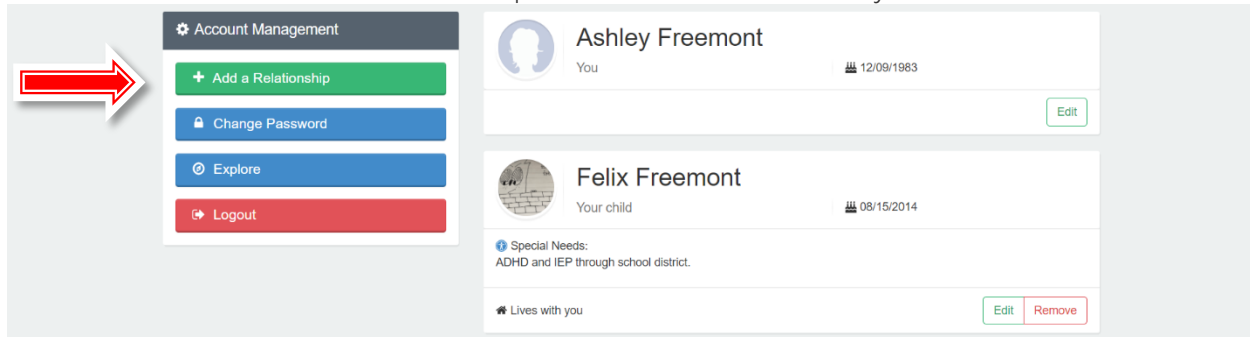 Account Management
Add a Relationship
Change Password
Explore
Logout
Ashley Freemont
You
12/09/1983
Edit
Felix Freemont
Your child
08/15/2014
Special Needs:
ADHD and IEP through school district.
Lives with you
Edit
Remove